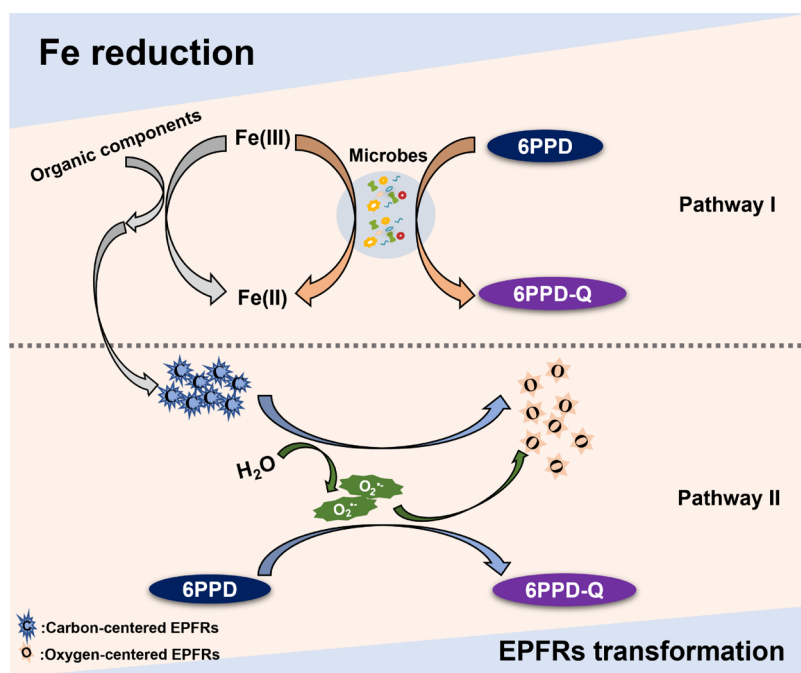 Fe reduction
Organic components
Fe(III)
Microbes
6PPD
Pathway I
Fe(II)
6PPD-Q
C C C C C C C C
O O O O O O O O
H₂O
O₂•-
O₂•-
Pathway II
6PPD
6PPD-Q
C :Carbon-centered EPFRs
O :Oxygen-centered EPFRs
EPFRs transformation